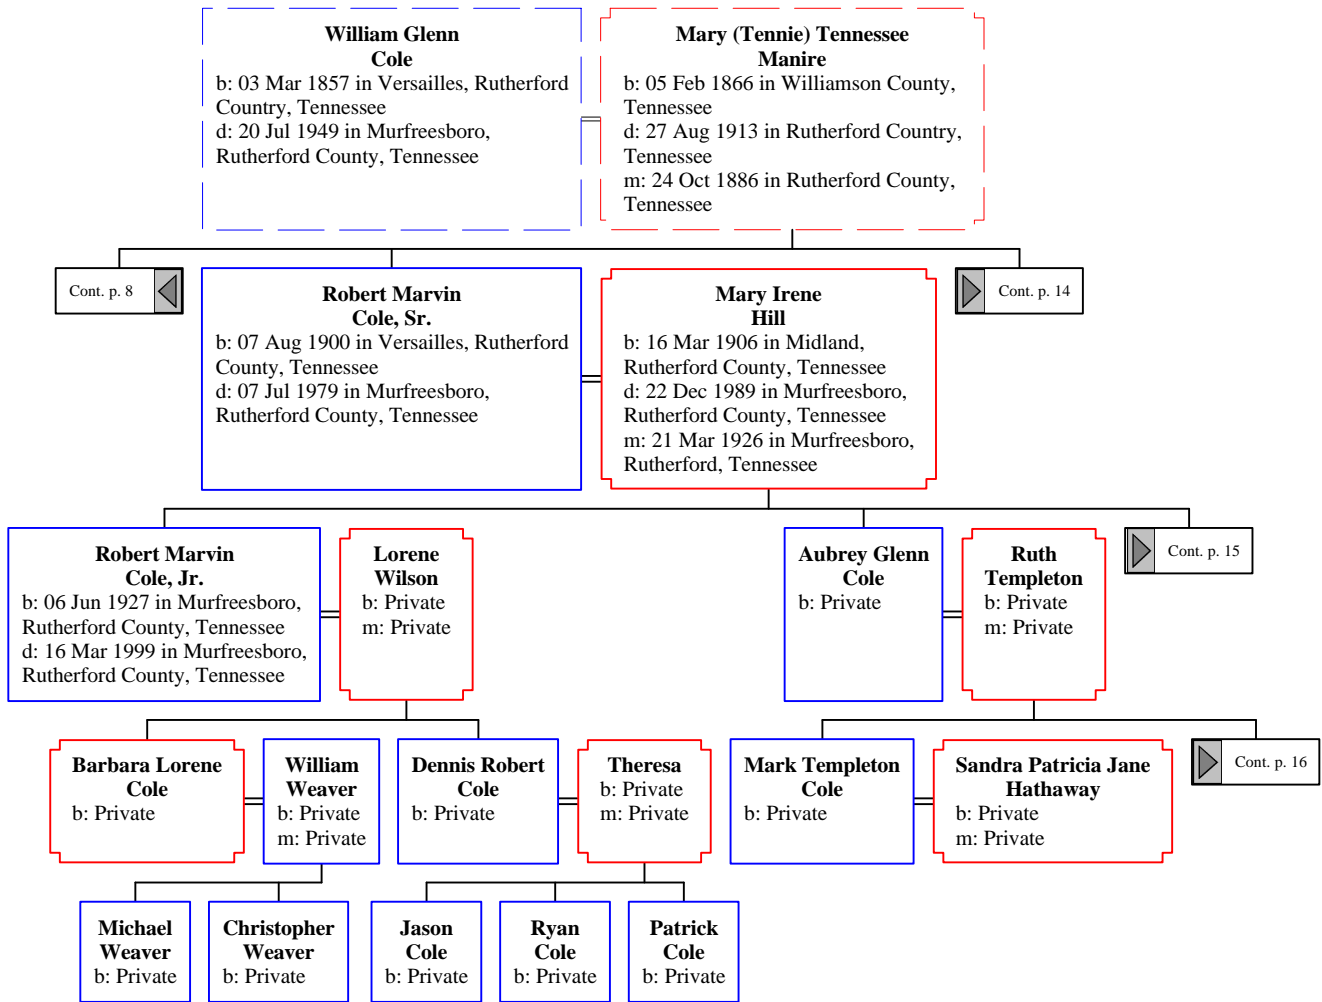 William Glenn
Cole
b: 03 Mar 1857 in Versailles, Rutherford
Country, Tennessee
d: 20 Jul 1949 in Murfreesboro,
Rutherford County, Tennessee
Mary (Tennie) Tennessee
Manire
b: 05 Feb 1866 in Williamson County,
Tennessee
d: 27 Aug 1913 in Rutherford Country,
Tennessee
m: 24 Oct 1886 in Rutherford County,
Tennessee
Cont. p. 8
Robert Marvin
Cole, Sr.
b: 07 Aug 1900 in Versailles, Rutherford
County, Tennessee
d: 07 Jul 1979 in Murfreesboro,
Rutherford County, Tennessee
Mary Irene
Hill
b: 16 Mar 1906 in Midland,
Rutherford County, Tennessee
d: 22 Dec 1989 in Murfreesboro,
Rutherford County, Tennessee
m: 21 Mar 1926 in Murfreesboro,
Rutherford, Tennessee
Cont. p. 14
Robert Marvin
Cole, Jr.
b: 06 Jun 1927 in Murfreesboro,
Rutherford County, Tennessee
d: 16 Mar 1999 in Murfreesboro,
Rutherford County, Tennessee
Lorene
Wilson
b: Private
m: Private
Aubrey Glenn
Cole
b: Private
Ruth
Templeton
b: Private
m: Private
Cont. p. 15
Barbara Lorene
Cole
b: Private
William
Weaver
b: Private
m: Private
Dennis Robert
Cole
b: Private
Theresa
b: Private
m: Private
Mark Templeton
Cole
b: Private
Sandra Patricia Jane
Hathaway
b: Private
m: Private
Cont. p. 16
Michael
Weaver
b: Private
Christopher
Weaver
b: Private
Jason
Cole
b: Private
Ryan
Cole
b: Private
Patrick
Cole
b: Private